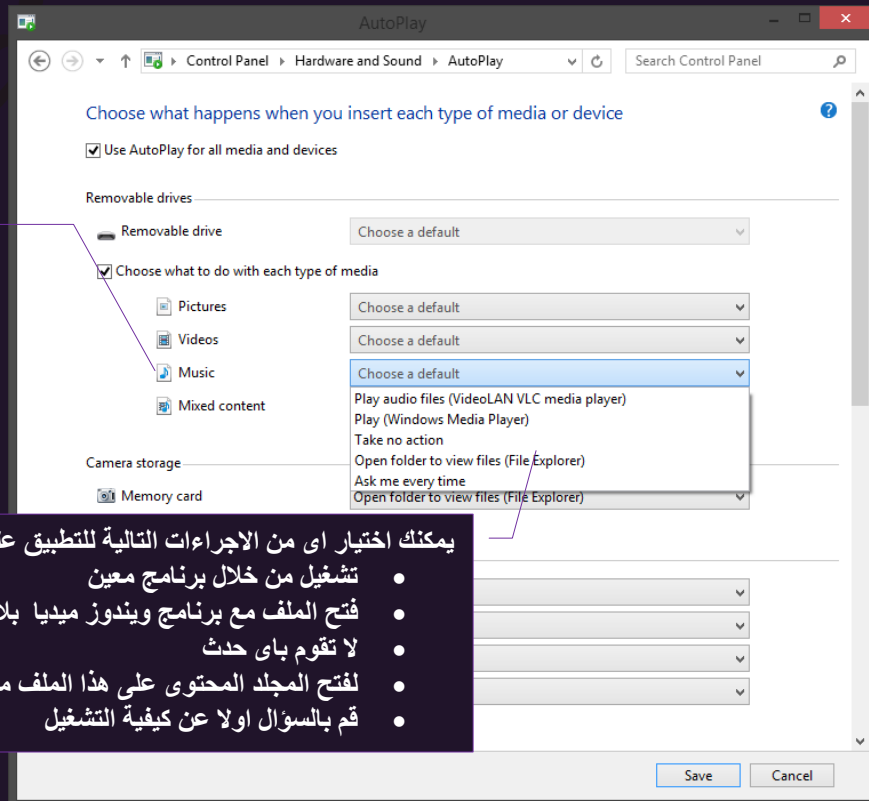 AutoPlay
Control Panel Hardware and Sound AutoPlay Search Control Panel
Choose what happens when you insert each type of media or device
Use AutoPlay for all media and devices
Removable drives
Removable drive Choose a default
Choose what to do with each type of media
Pictures Choose a default
Videos Choose a default
Music Choose a default
Play audio files (VideoLAN VLC media player)
Play (Windows Media Player)
Take no action
Mixed content
Open folder to view files (File Explorer)
Ask me every time
Camera storage
Memory card Open folder to view files (File Explorer)
يمكنك اختيار اى من الاجراءات التالية للتطبيق
تشغيل من خلال برنامج معين
فتح الملف مع برنامج ويندوز ميديا
لا تقوم باى حدث
لفتح المجلد المحتوى على هذا الملف
قم بالسؤال اولا عن كيفية التشغيل
Save Cancel